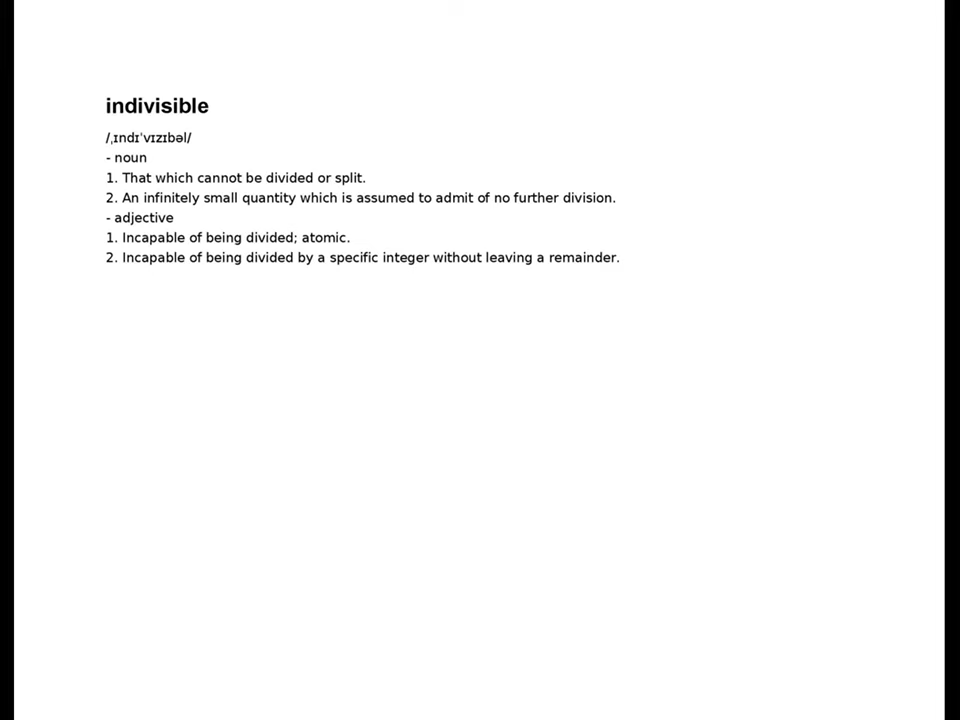 indivisible
/ˌɪndɪˈvɪzɪbəl/
- noun
1. That which cannot be divided or split.
2. An infinitely small quantity which is assumed to admit of no further division.
- adjective
1. Incapable of being divided; atomic.
2. Incapable of being divided by a specific integer without leaving a remainder.